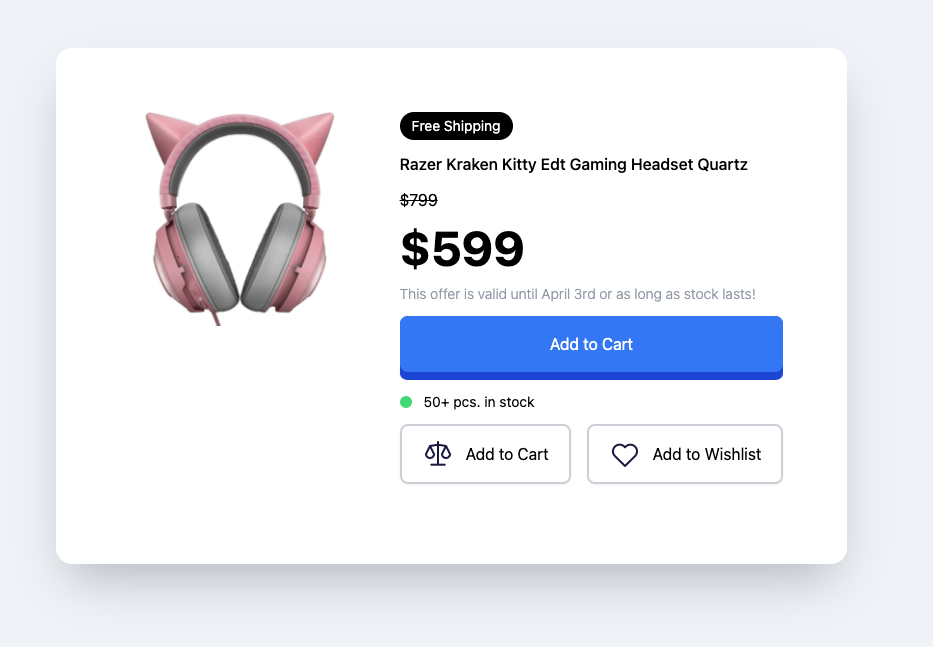 Free Shipping
Razer Kraken Kitty Edt Gaming Headset Quartz
$799
$599
This offer is valid until April 3rd or as long as stock lasts!
Add to Cart
50+ pcs. in stock
Add to Cart
Add to Wishlist